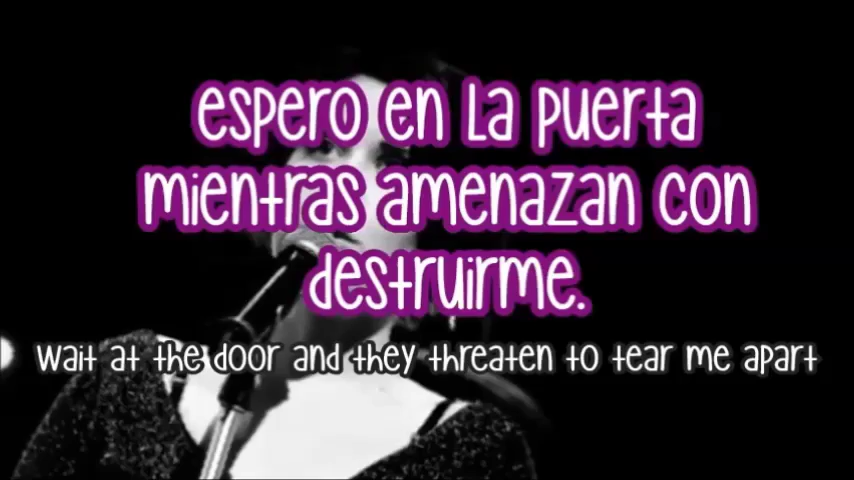 espero en la puerta
mientras amenazan con
destruirme.
wait at the door and they threaten to tear me apart